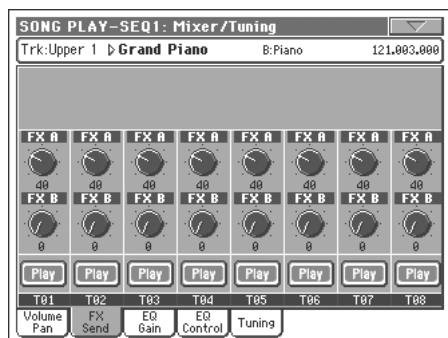 SONG PLAY-SEQ1: Mixer/Tuning
Trk:Upper 1 ▷Grand Piano B:Piano 121.003.000
FX A FX A FX A FX A FX A FX A FX A FX A
40 40 40 40 40 40 40 40
FX B FX B FX B FX B FX B FX B FX B FX B
0 0 0 0 0 0 0 0
Play Play Play Play Play Play Play Play
T01 T02 T03 T04 T05 T06 T07 T08
Volume Pan FX Send EQ Gain EQ Control Tuning